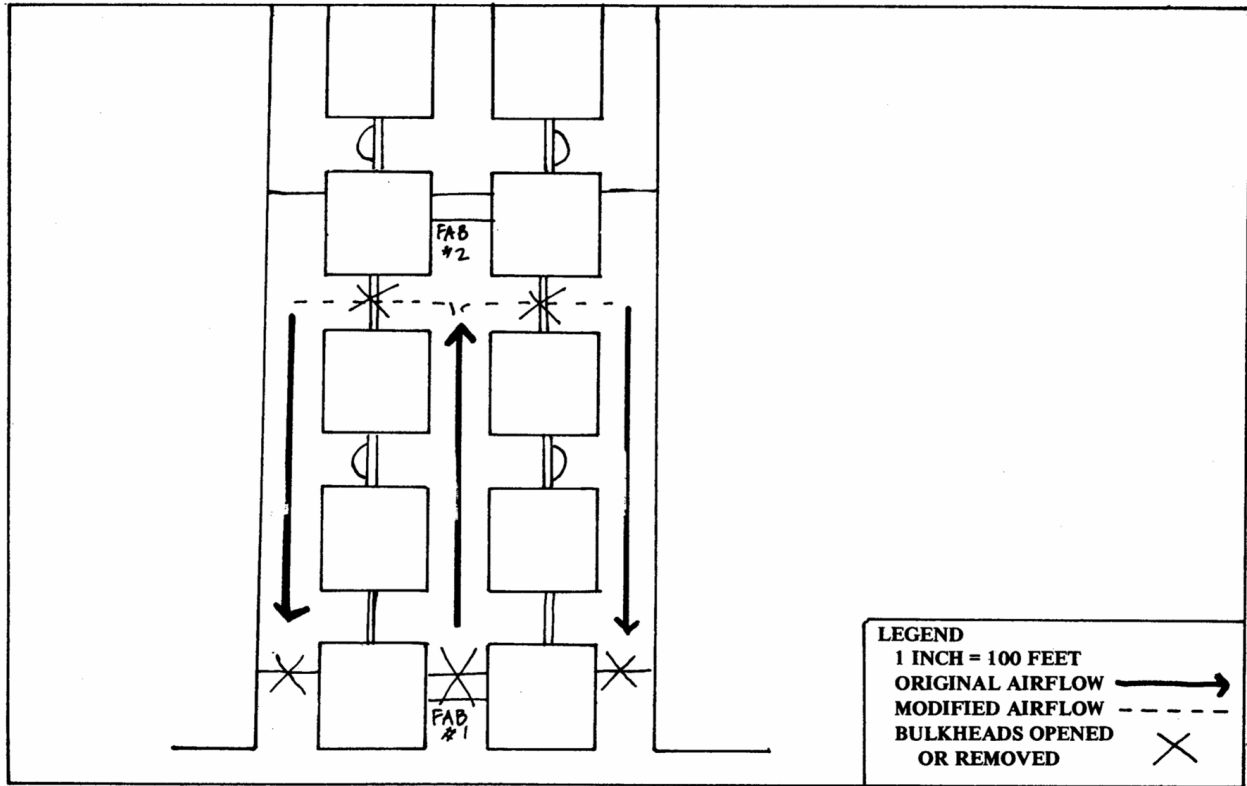 FAB
#2
FAB
#1
LEGEND
1 INCH = 100 FEET
ORIGINAL AIRFLOW
MODIFIED AIRFLOW
BULKHEADS OPENED
OR REMOVED